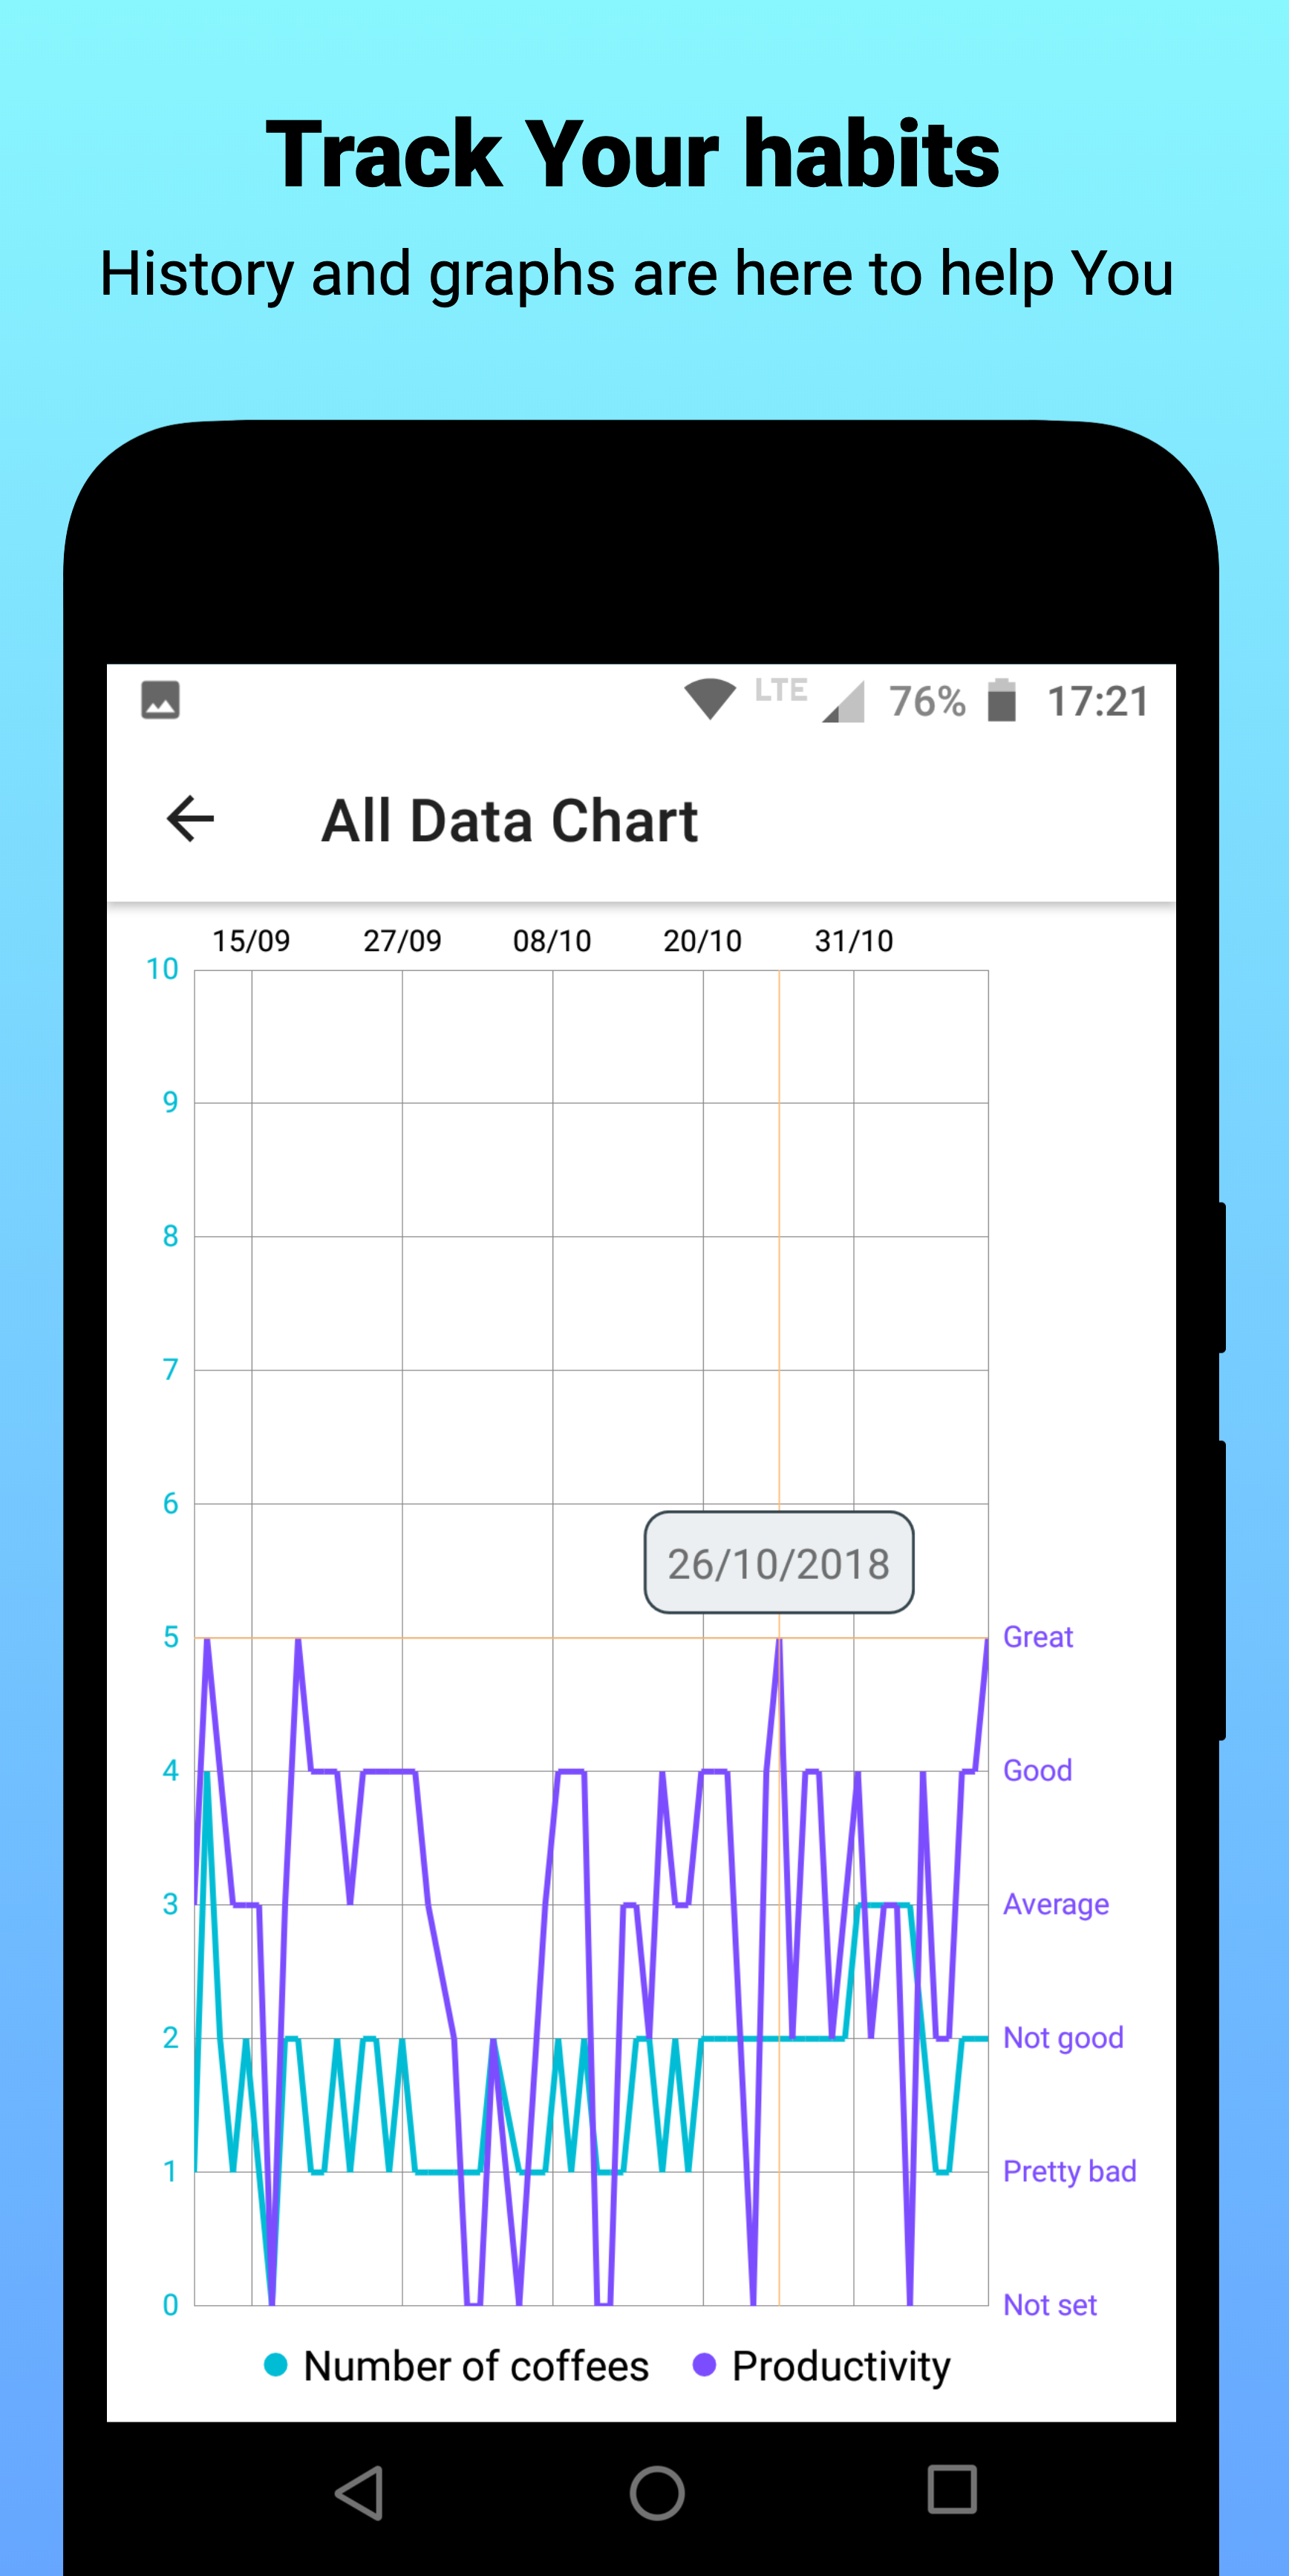 Track Your habits
History and graphs are here to help You
LTE 76% 17:21
All Data Chart
15/09 27/09 08/10 20/10 31/10
10
9
8
7
6
26/10/2018
5 Great
4 Good
3 Average
2 Not good
1 Pretty bad
0 Not set
Number of coffees Productivity